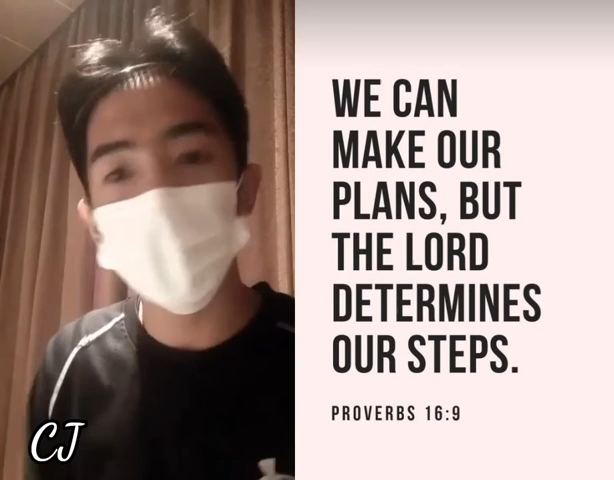 WE CAN
MAKE OUR
PLANS, BUT
THE LORD
DETERMINES
OUR STEPS.
PROVERBS 16:9
CJ